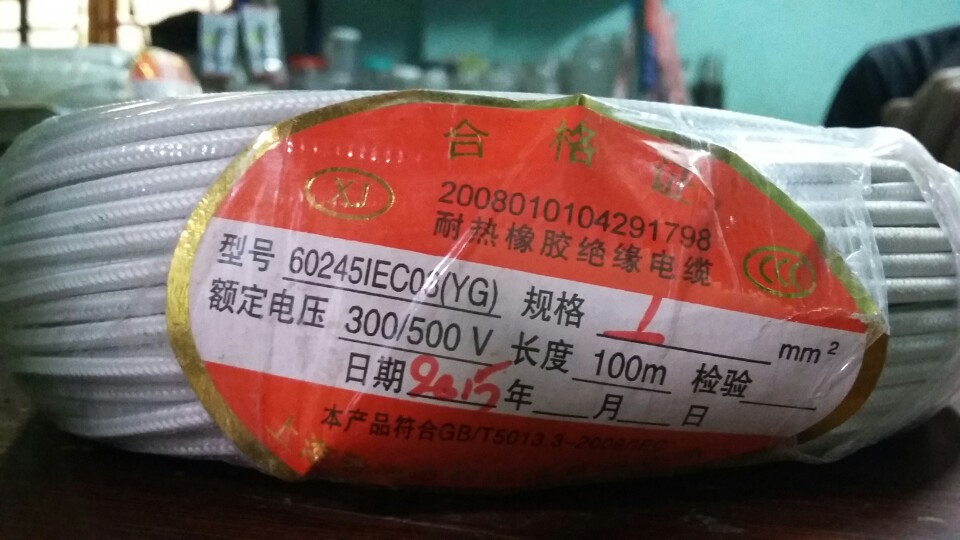 合格证
XJ
2008010104291798
耐热橡胶绝缘电缆
CCC
型号 60245IEC03(YG) 规格 1 mm²
额定电压 300/500 V 长度 100m 检验
日期 2015 年 月 日
本产品符合GB/T5013.3-2008/IEC